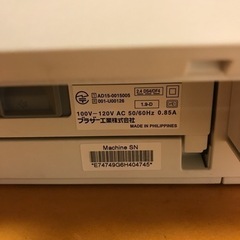 AD15-0015005
001-U00128
1.9-D
100V-120V AC 50/60Hz 0.85A
ブラザー工業株式会社
MADE IN PHILIPPINES
Machine SN
*E74749G6H404745*